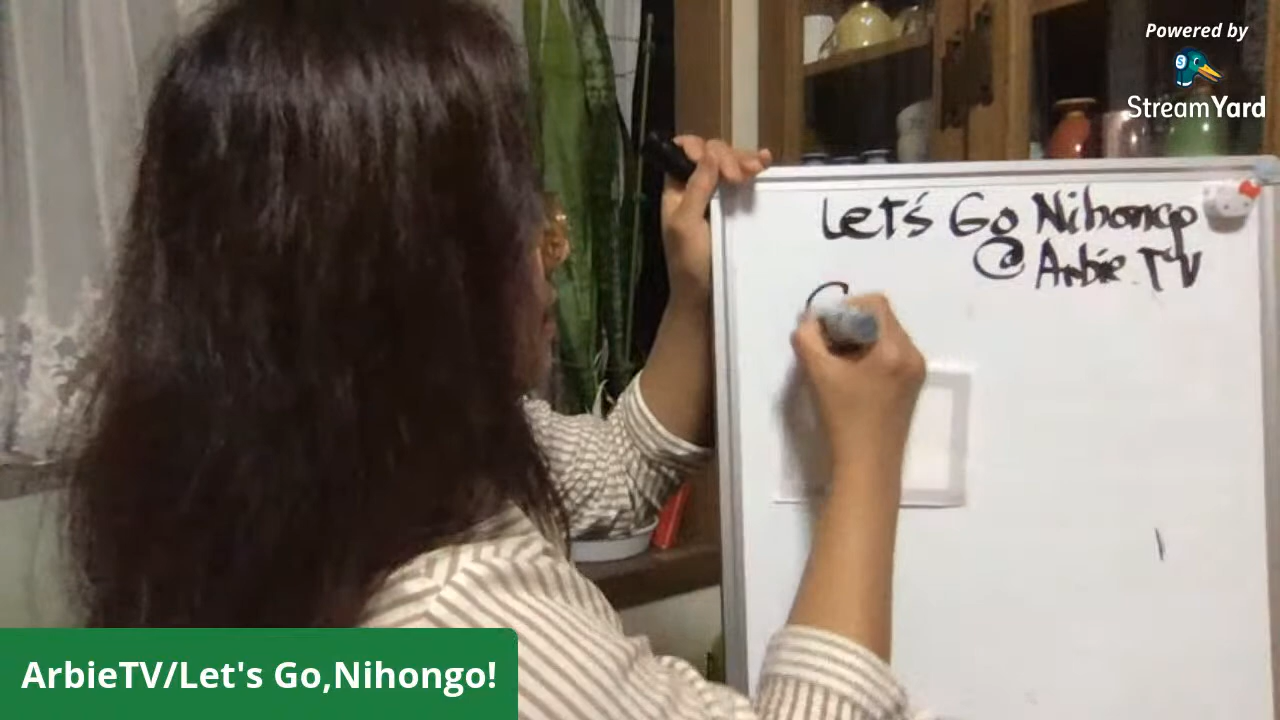 Powered by
StreamYard
Let's Go Nihongo
@ Arbie TV
ArbieTV/Let's Go,Nihongo!